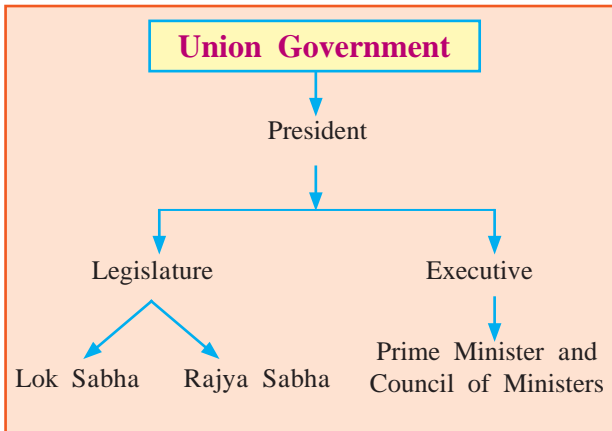 Union Government
President
Legislature
Executive
Lok Sabha
Rajya Sabha
Prime Minister and
Council of Ministers